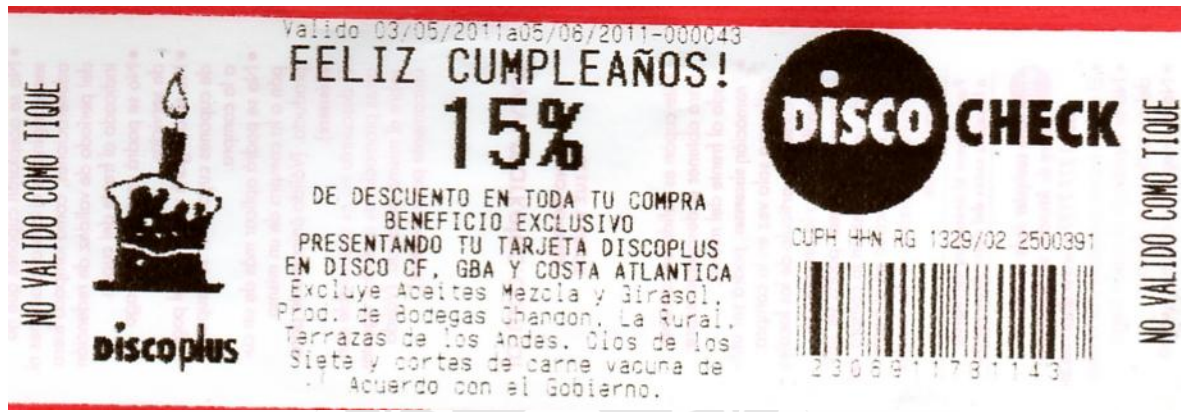 NO VALIDO COMO TIQUE
Discoplus
Valido 03/05/2011a05/06/2011-000043
FELIZ CUMPLEAÑOS!
15%
DE DESCUENTO EN TODA TU COMPRA
BENEFICIO EXCLUSIVO
PRESENTANDO TU TARJETA DISCOPLUS
EN DISCO CF, GBA Y COSTA ATLANTICA
Excluye Aceites Mezcla y Girasol,
Prod. de Bodegas Chandon, La Rural,
Terrazas de los Andes, Clos de los
Siete y cortes de carne vacuna de
Acuerdo con el Gobierno.
DISCO CHECK
CUPH HHN RG 1329/02 2500391
2306911731143
NO VALIDO COMO TIQUE